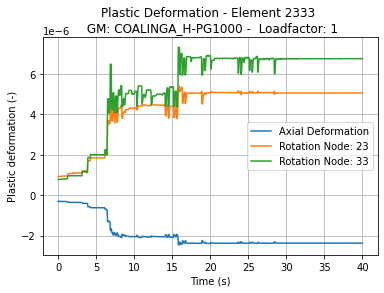 Plastic Deformation - Element 2333
GM: COALINGA_H-PG1000 - Loadfactor: 1
1e−6
Plastic deformation (-)
6
4
2
0
−2
Axial Deformation
Rotation Node: 23
Rotation Node: 33
0 5 10 15 20 25 30 35 40
Time (s)